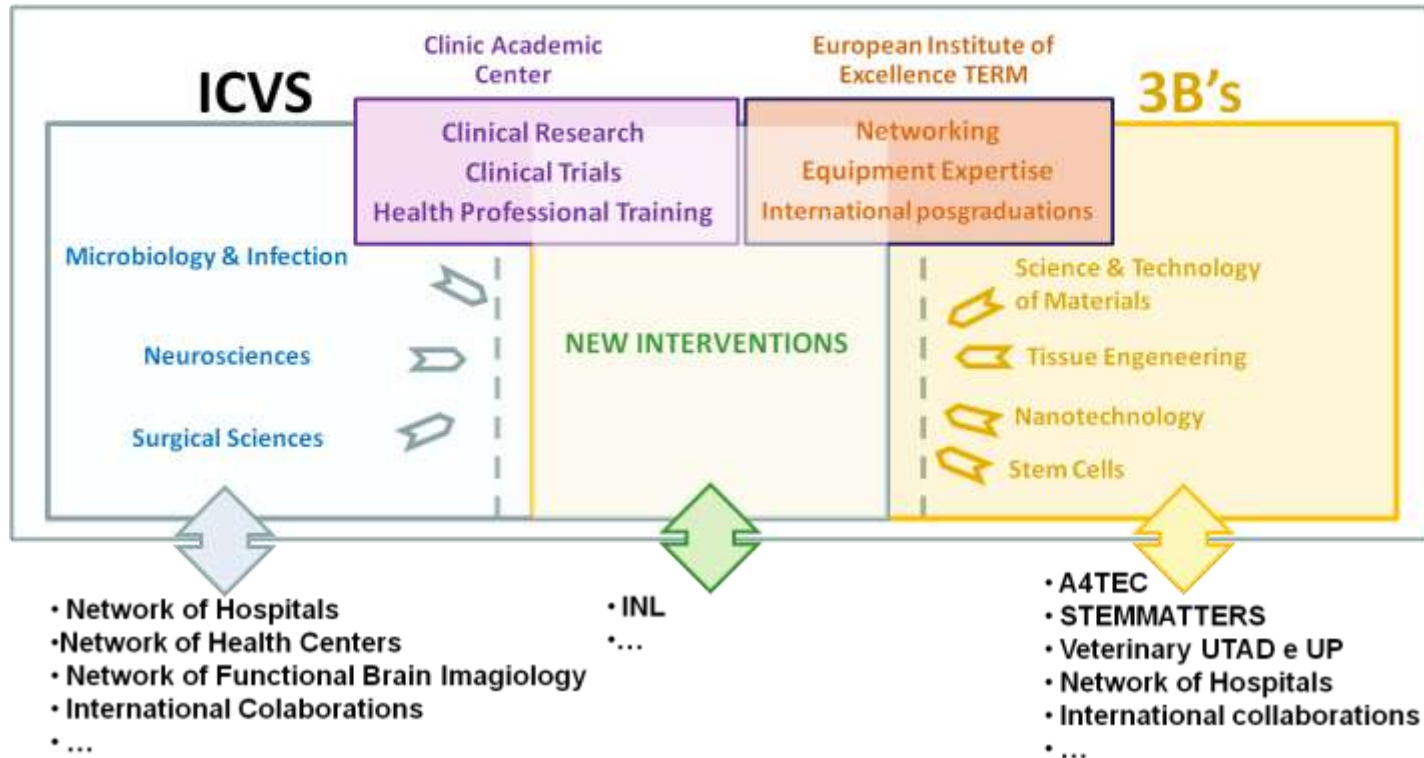 ICVS
Clinic Academic
Center
European Institute of
Excellence TERM
3B's
Clinical Research
Clinical Trials
Health Professional Training
Networking
Equipment Expertise
International posgraduations
Microbiology & Infection
Neurosciences
Surgical Sciences
NEW INTERVENTIONS
Science & Technology
of Materials
Tissue Engeneering
Nanotechnology
Stem Cells
• Network of Hospitals
•Network of Health Centers
• Network of Functional Brain Imagiology
• International Colaborations
• ...
• INL
•...
• A4TEC
• STEMMATTERS
• Veterinary UTAD e UP
• Network of Hospitals
• International collaborations
• ...